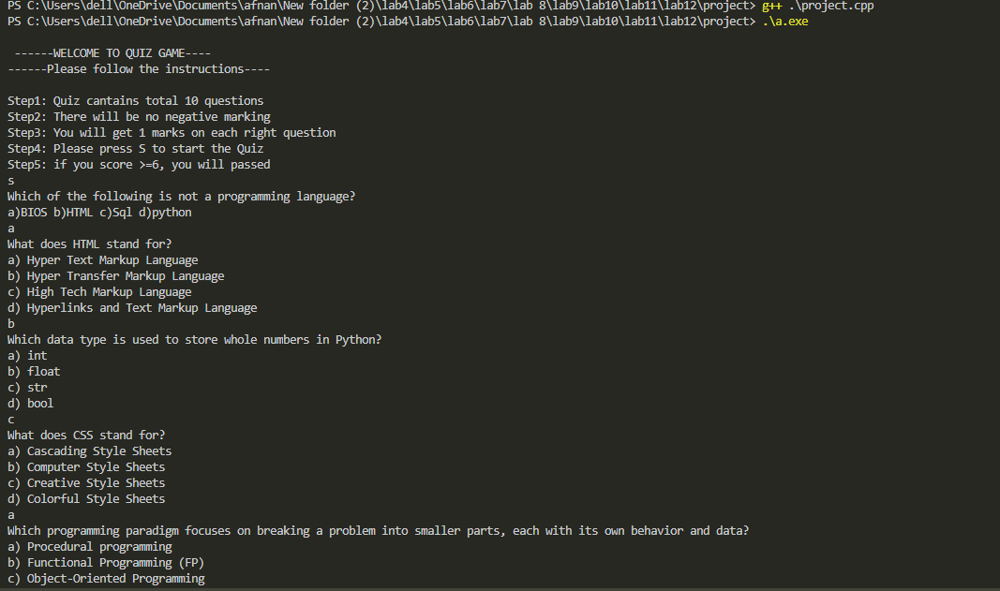 PS C:\Users\dell\OneDrive\Documents\afnan\New folder (2)\lab4\lab5\lab6\lab7\lab 8\lab9\lab10\lab11\lab12\project> g++ .\project.cpp
PS C:\Users\dell\OneDrive\Documents\afnan\New folder (2)\lab4\lab5\lab6\lab7\lab 8\lab9\lab10\lab11\lab12\project> .\a.exe
------WELCOME TO QUIZ GAME----
------Please follow the instructions----
Step1: Quiz cantains total 10 questions
Step2: There will be no negative marking
Step3: You will get 1 marks on each right question
Step4: Please press S to start the Quiz
Step5: if you score >=6, you will passed
s
Which of the following is not a programming language?
a)BIOS b)HTML c)Sql d)python
a
What does HTML stand for?
a) Hyper Text Markup Language
b) Hyper Transfer Markup Language
c) High Tech Markup Language
d) Hyperlinks and Text Markup Language
b
Which data type is used to store whole numbers in Python?
a) int
b) float
c) str
d) bool
c
What does CSS stand for?
a) Cascading Style Sheets
b) Computer Style Sheets
c) Creative Style Sheets
d) Colorful Style Sheets
a
Which programming paradigm focuses on breaking a problem into smaller parts, each with its own behavior and data?
a) Procedural programming
b) Functional Programming (FP)
c) Object-Oriented Programming